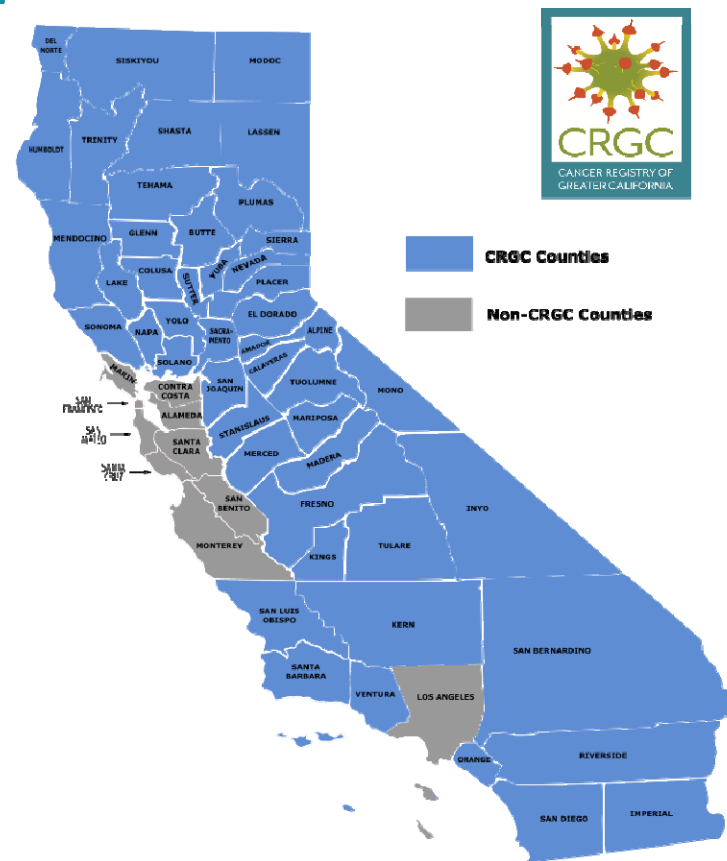 DEL
NORTE
SISKIYOU
MODOC
CRGC
CANCER REGISTRY OF
GREATER CALIFORNIA
HUMBOLDT
TRINITY
SHASTA
LASSEN
TEHAMA
PLUMAS
MENDOCINO
GLENN
BUTTE
SIERRA
YUBA
NEVADA
COLUSA
LAKE
SUTTER
PLACER
CRGC Counties
Non-CRGC Counties
SONOMA
NAPA
YOLO
SACRA-
MENTO
EL DORADO
ALPINE
AMADOR
SOLANO
CALAVERAS
MARIN
CONTRA
COSTA
SAN
JOAQUIN
TUOLUMNE
MONO
SAN
ALAMEDA
STANISLAUS
MARIPOSA
SANTA
CLARA
MERCED
MADERA
SAN
BENITO
FRESNO
INYO
MONTEREY
KINGS
TULARE
SAN LUIS
OBISPO
KERN
SAN BERNARDINO
SANTA
BARBARA
VENTURA
LOS ANGELES
ORANGE
RIVERSIDE
SAN DIEGO
IMPERIAL